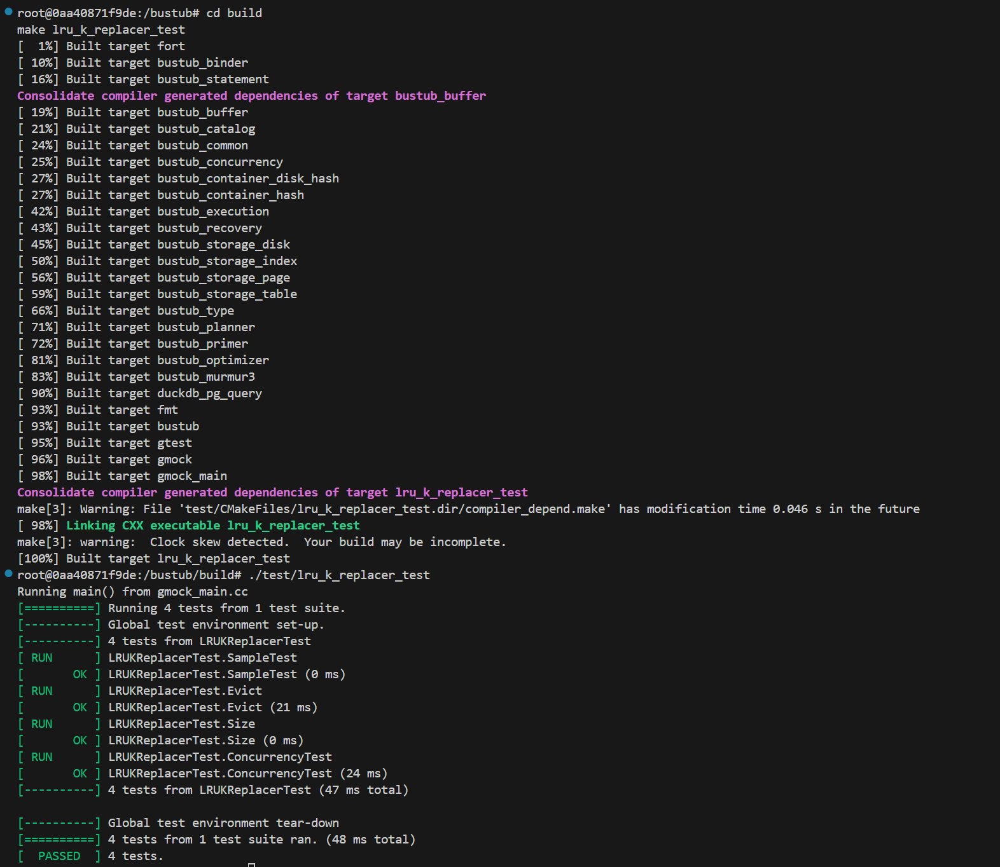 root@0aa40871f9de:/bustub# cd build
make lru_k_replacer_test
[  1%] Built target fort
[ 10%] Built target bustub_binder
[ 16%] Built target bustub_statement
Consolidate compiler generated dependencies of target bustub_buffer
[ 19%] Built target bustub_buffer
[ 21%] Built target bustub_catalog
[ 24%] Built target bustub_common
[ 25%] Built target bustub_concurrency
[ 27%] Built target bustub_container_disk_hash
[ 27%] Built target bustub_container_hash
[ 42%] Built target bustub_execution
[ 43%] Built target bustub_recovery
[ 45%] Built target bustub_storage_disk
[ 50%] Built target bustub_storage_index
[ 56%] Built target bustub_storage_page
[ 59%] Built target bustub_storage_table
[ 66%] Built target bustub_type
[ 71%] Built target bustub_planner
[ 72%] Built target bustub_primer
[ 81%] Built target bustub_optimizer
[ 83%] Built target bustub_murmur3
[ 90%] Built target duckdb_pg_query
[ 93%] Built target fmt
[ 93%] Built target bustub
[ 95%] Built target gtest
[ 96%] Built target gmock
[ 98%] Built target gmock_main
Consolidate compiler generated dependencies of target lru_k_replacer_test
make[3]: Warning: File 'test/CMakeFiles/lru_k_replacer_test.dir/compiler_depend.make' has modification time 0.046 s in the future
[ 98%] Linking CXX executable lru_k_replacer_test
make[3]: warning:  Clock skew detected.  Your build may be incomplete.
[100%] Built target lru_k_replacer_test
root@0aa40871f9de:/bustub/build# ./test/lru_k_replacer_test
Running main() from gmock_main.cc
[==========] Running 4 tests from 1 test suite.
[----------] Global test environment set-up.
[----------] 4 tests from LRUKReplacerTest
[ RUN      ] LRUKReplacerTest.SampleTest
[       OK ] LRUKReplacerTest.SampleTest (0 ms)
[ RUN      ] LRUKReplacerTest.Evict
[       OK ] LRUKReplacerTest.Evict (21 ms)
[ RUN      ] LRUKReplacerTest.Size
[       OK ] LRUKReplacerTest.Size (0 ms)
[ RUN      ] LRUKReplacerTest.ConcurrencyTest
[       OK ] LRUKReplacerTest.ConcurrencyTest (24 ms)
[----------] 4 tests from LRUKReplacerTest (47 ms total)
[----------] Global test environment tear-down
[==========] 4 tests from 1 test suite ran. (48 ms total)
[  PASSED  ] 4 tests.